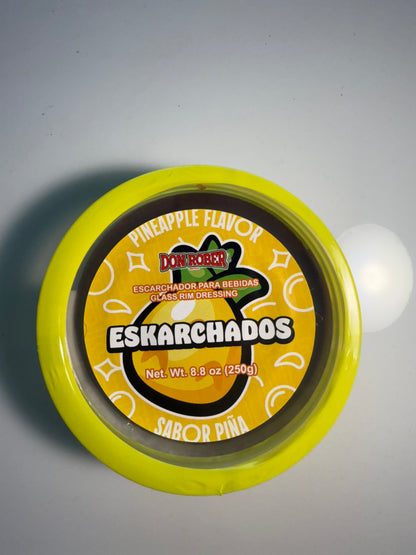 PINEAPPLE FLAVOR
DON ROBER
ESCARCHADOR PARA BEBIDAS
GLASS RIM DRESSING
ESKARCHADOS
Net. Wt. 8.8 oz (250g)
SABOR PIÑA